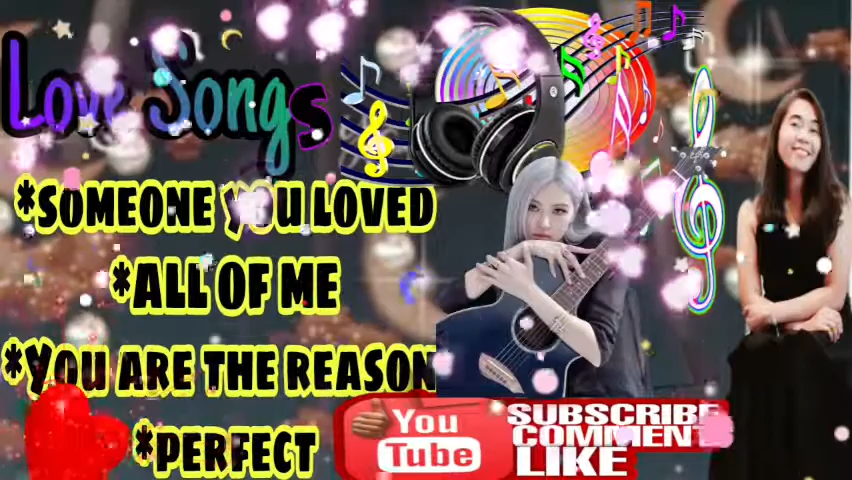 Love Songs
*SOMEONE YOU LOVED
*ALL OF ME
*YOU ARE THE REASON
*PERFECT
You
Tube
SUBSCRIBE
COMMENT
LIKE